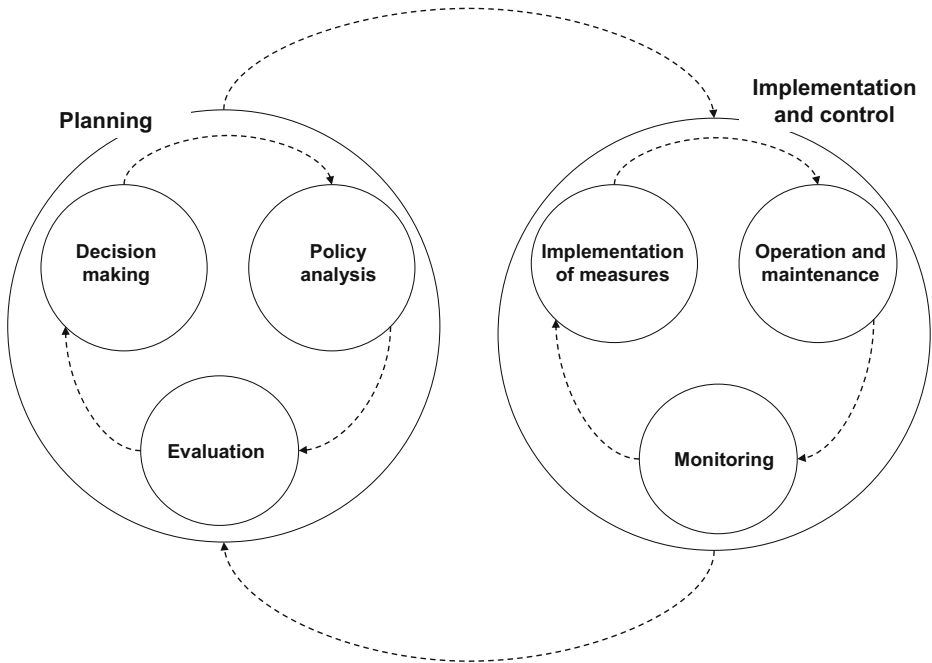 Planning
Implementation
and control
Decision
making
Policy
analysis
Evaluation
Implementation
of measures
Operation and
maintenance
Monitoring